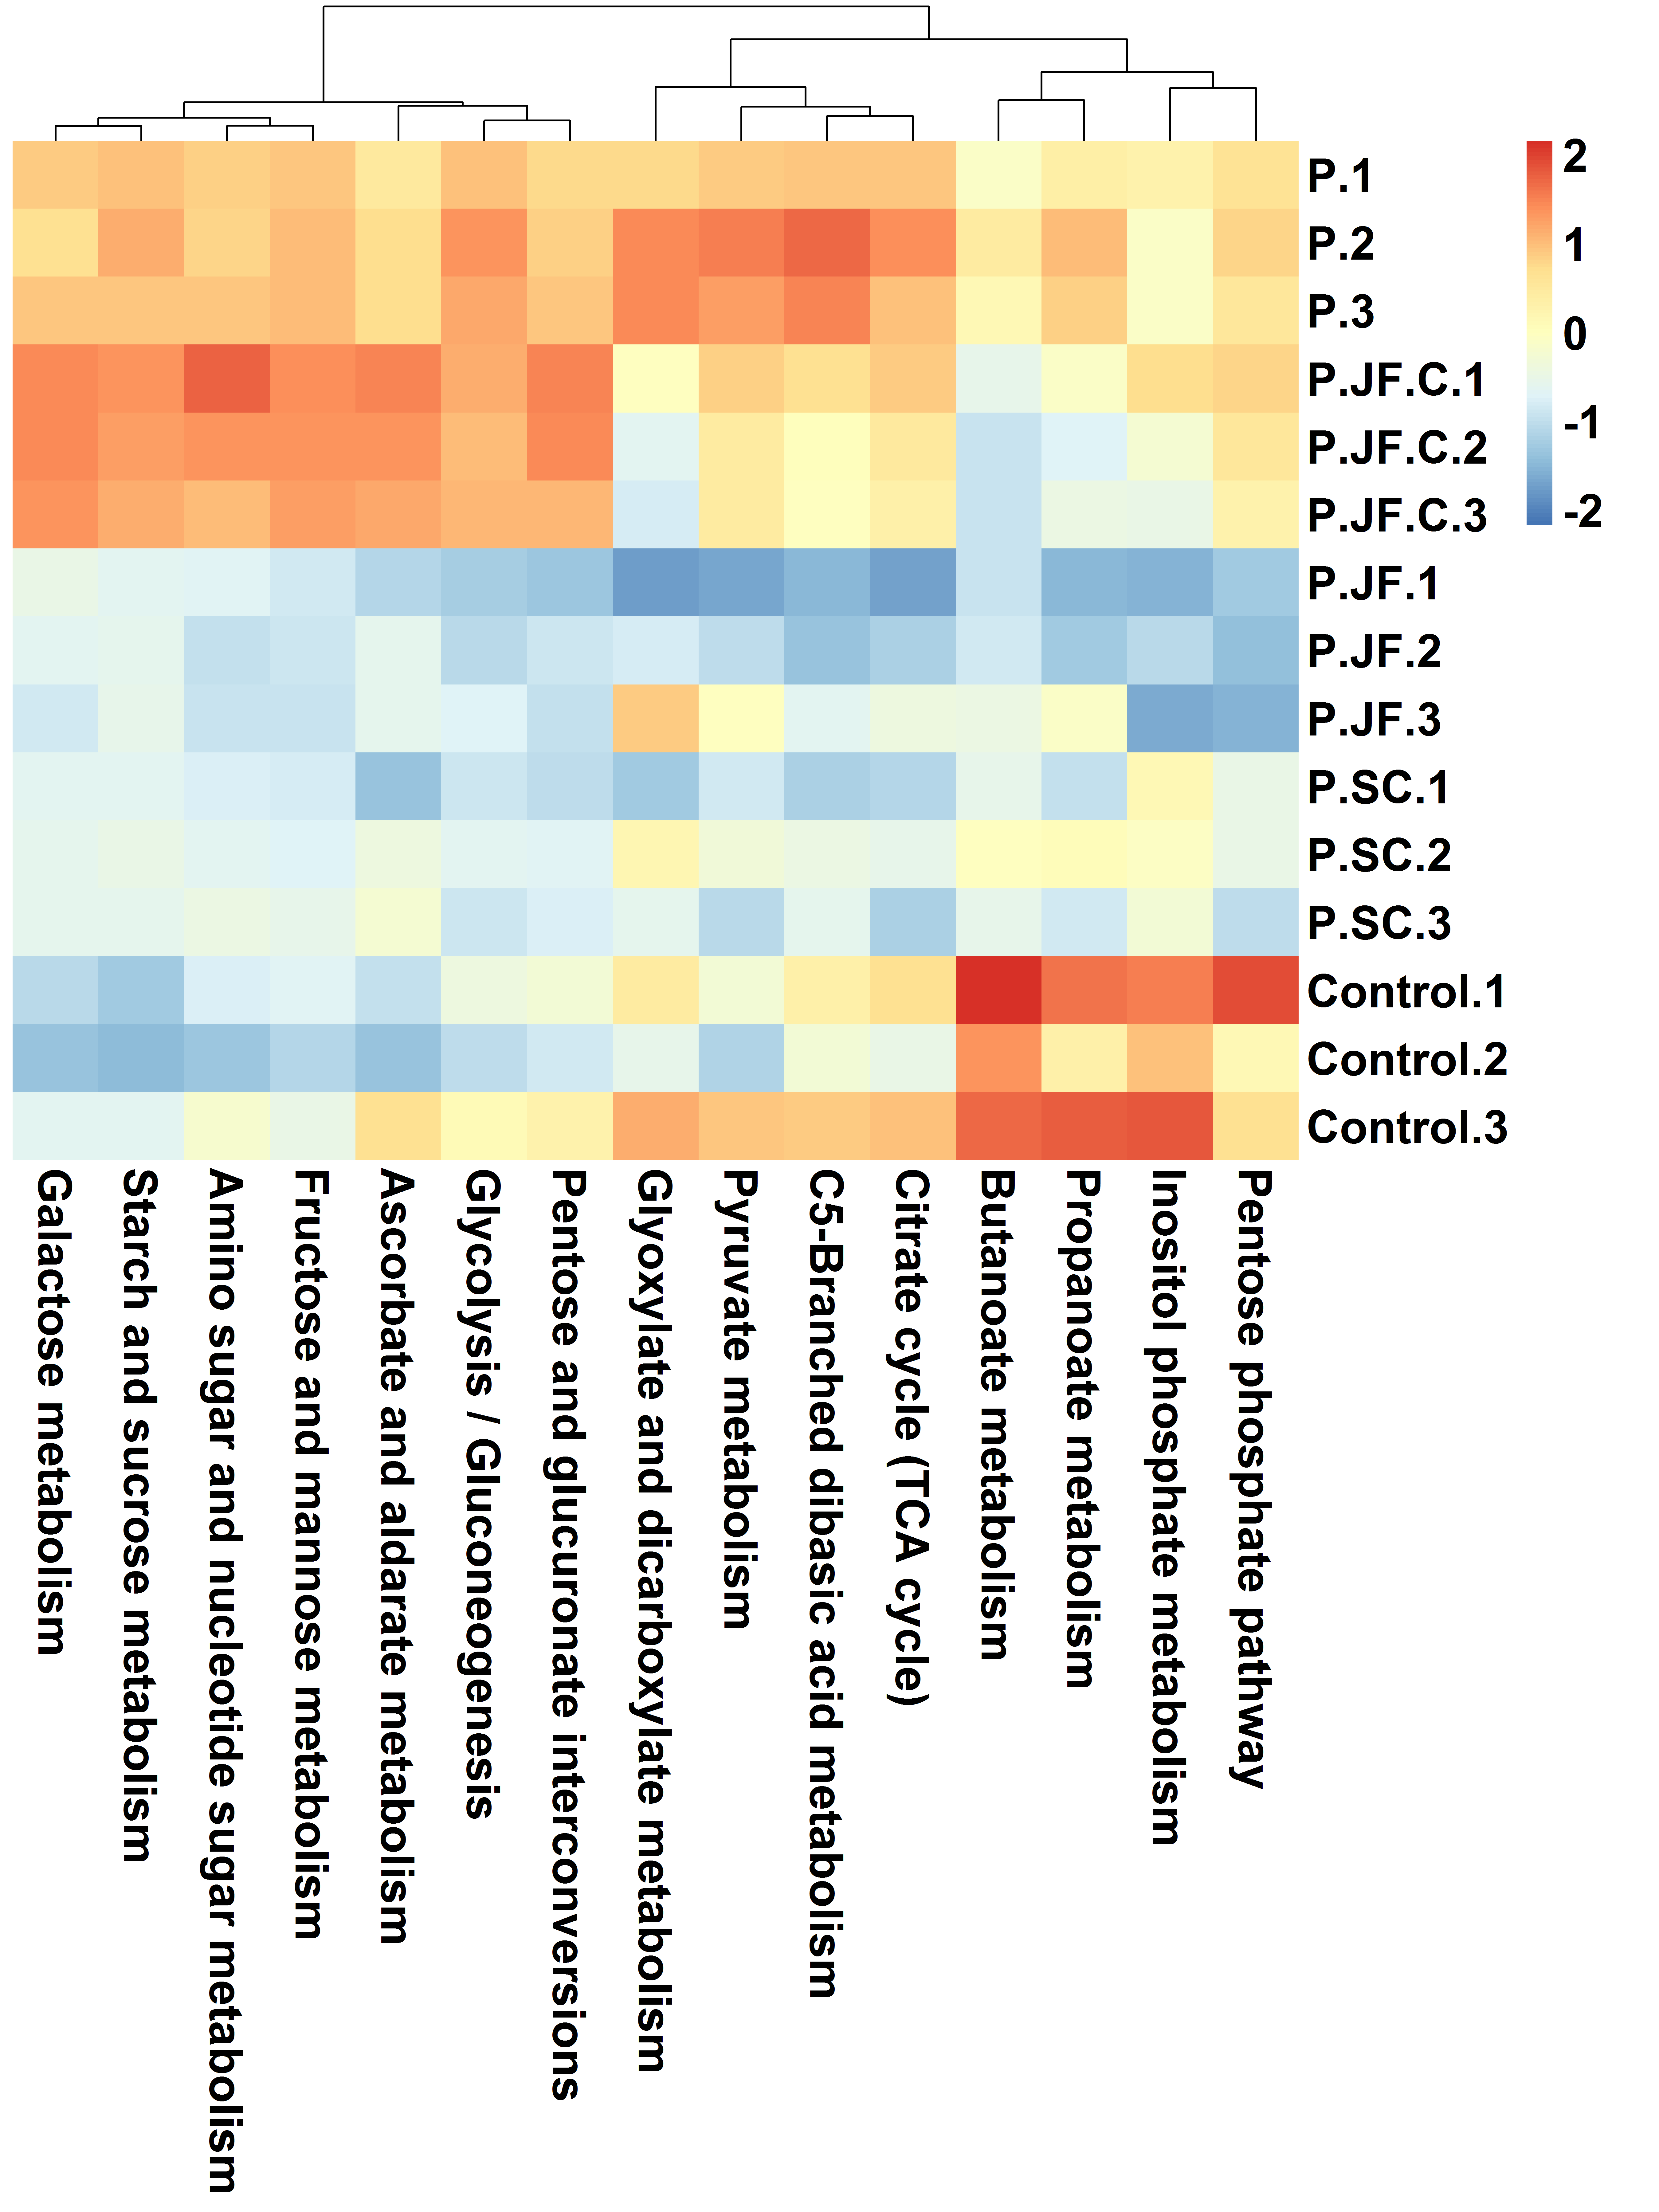 P.1
P.2
P.3
P.JF.C.1
P.JF.C.2
P.JF.C.3
P.JF.1
P.JF.2
P.JF.3
P.SC.1
P.SC.2
P.SC.3
Control.1
Control.2
Control.3
2
1
0
-1
-2
Galactose metabolism
Starch and sucrose metabolism
Amino sugar and nucleotide sugar metabolism
Fructose and mannose metabolism
Ascorbate and aldarate metabolism
Glycolysis / Gluconeogenesis
Pentose and glucuronate interconversions
Glyoxylate and dicarboxylate metabolism
Pyruvate metabolism
C5-Branched dibasic acid metabolism
Citrate cycle (TCA cycle)
Butanoate metabolism
Propanoate metabolism
Inositol phosphate metabolism
Pentose phosphate pathway